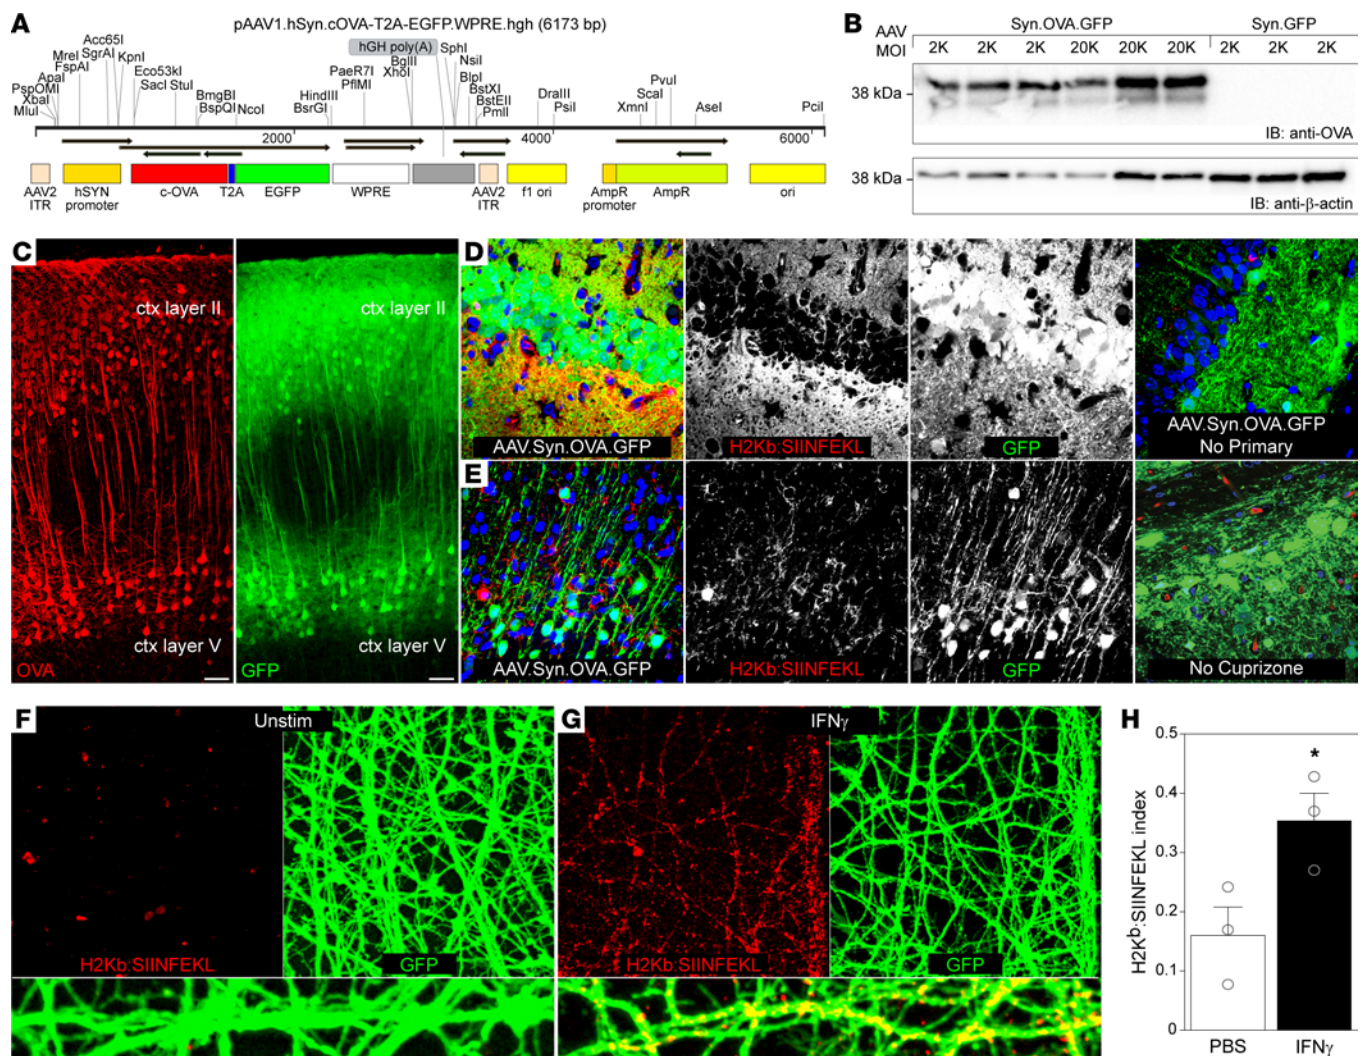 A
pAAV1.hSyn.cOVA-T2A-EGFP.WPRE.hgh (6173 bp)
hGH poly(A)
Acc65I
MreI SgrAI
FspAI KpnI
ApaI Eco53kI
PspOMI SacI StuI
XbaI BmgBI
MluI BspQI NcoI
HindIII
BsrGI
PaeR7I
PflMI
BglII
XhoI
SphI
NsiI
BlpI
BstXI
BstEII
PmlI
DraIII
PsiI
PvuI
ScaI
XmnI
AseI
PciI
2000
4000
6000
AAV2 ITR
hSYN promoter
c-OVA
T2A
EGFP
WPRE
AAV2 ITR
f1 ori
AmpR promoter
AmpR
ori
B
Syn.OVA.GFP Syn.GFP
AAV MOI 2K 2K 2K 20K 20K 20K 2K 2K 2K
38 kDa
IB: anti-OVA
38 kDa
IB: anti-β-actin
C
ctx layer II
ctx layer V
OVA
ctx layer II
ctx layer V
GFP
D
AAV.Syn.OVA.GFP
H2Kb:SIINFEKL
GFP
AAV.Syn.OVA.GFP
No Primary
E
AAV.Syn.OVA.GFP
H2Kb:SIINFEKL
GFP
No Cuprizone
F
Unstim
H2Kb:SIINFEKL
GFP
G
IFNγ
H2Kb:SIINFEKL
GFP
H
H2Kᵇ:SIINFEKL index
0.5
0.4
0.3
0.2
0.1
0
*
PBS
IFNγ